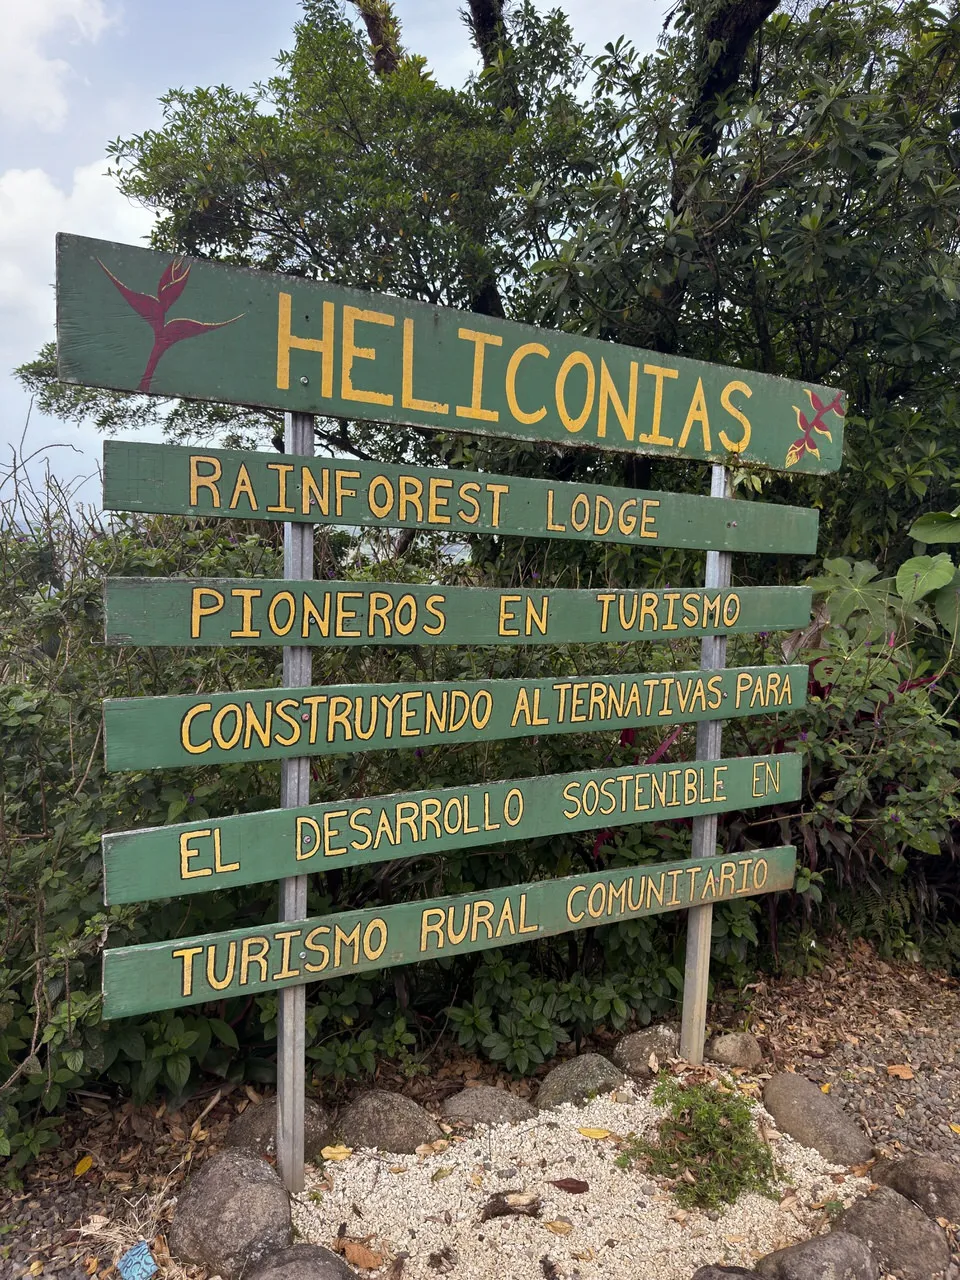 HELICONIAS
RAINFOREST LODGE
PIONEROS EN TURISMO
CONSTRUYENDO ALTERNATIVAS PARA
EL DESARROLLO SOSTENIBLE EN
TURISMO RURAL COMUNITARIO